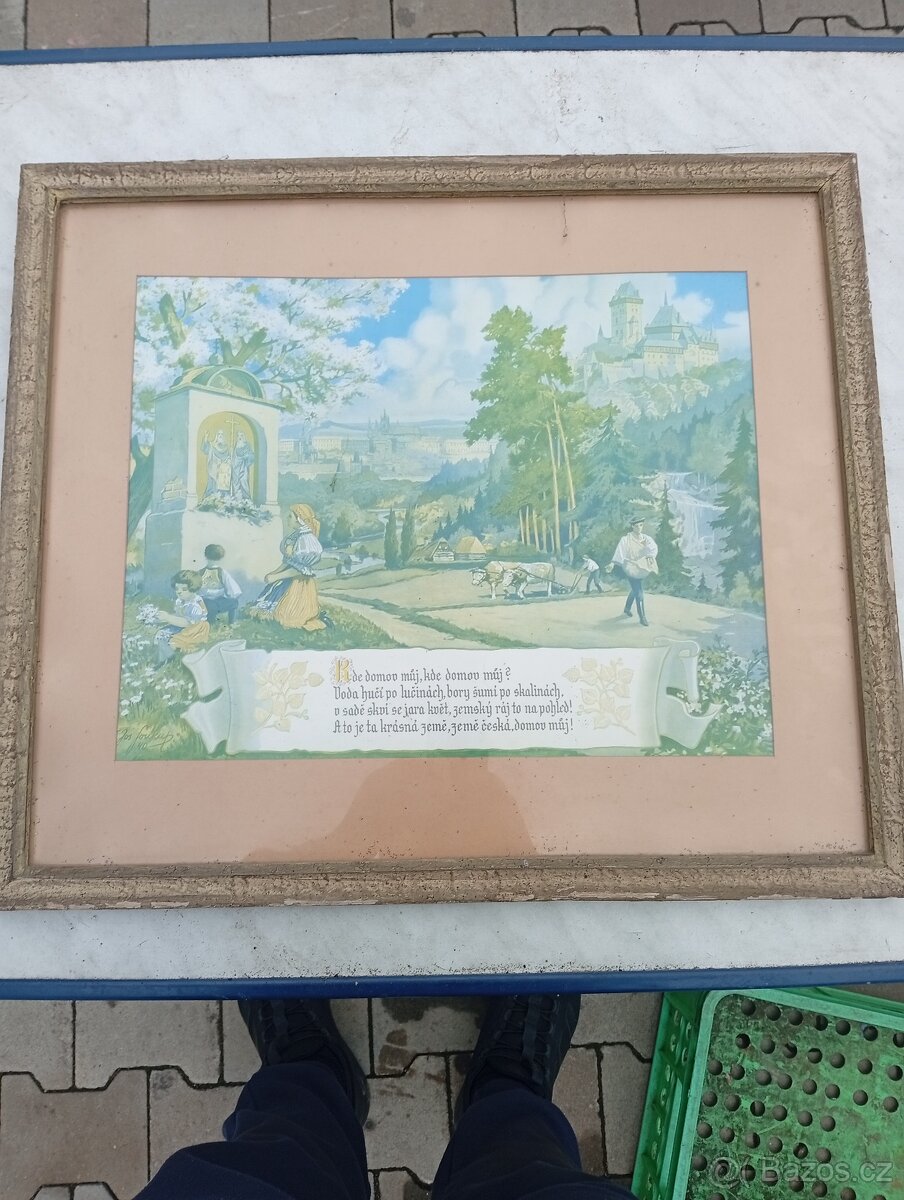 Kde domov můj, kde domov můj?
Voda hučí po lučinách, bory šumí po skalinách,
v sadě skví se jara květ, zemský ráj to na pohled!
A to je ta krásná země, země česká, domov můj!
Bazos.cz